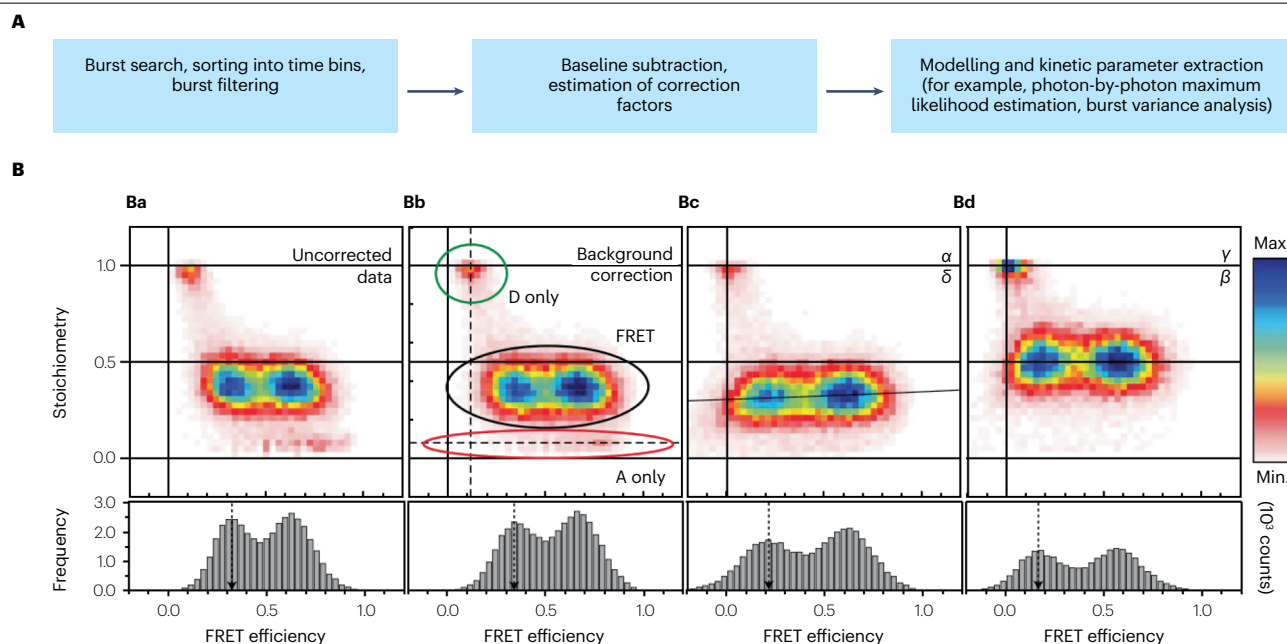 A
Burst search, sorting into time bins,
burst filtering
Baseline subtraction,
estimation of correction
factors
Modelling and kinetic parameter extraction
(for example, photon-by-photon maximum
likelihood estimation, burst variance analysis)
B
Ba
Bb
Bc
Bd
Uncorrected
data
Background
correction
D only
FRET
A only
α
δ
γ
β
Max.
Min.
Stoichiometry
1.0
0.5
0.0
Frequency
3.0
2.0
1.0
0.0
(10³ counts)
0.0 0.5 1.0
0.0 0.5 1.0
0.0 0.5 1.0
0.0 0.5 1.0
FRET efficiency
FRET efficiency
FRET efficiency
FRET efficiency